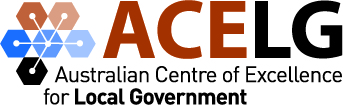 ACELG
Australian Centre of Excellence
for Local Government